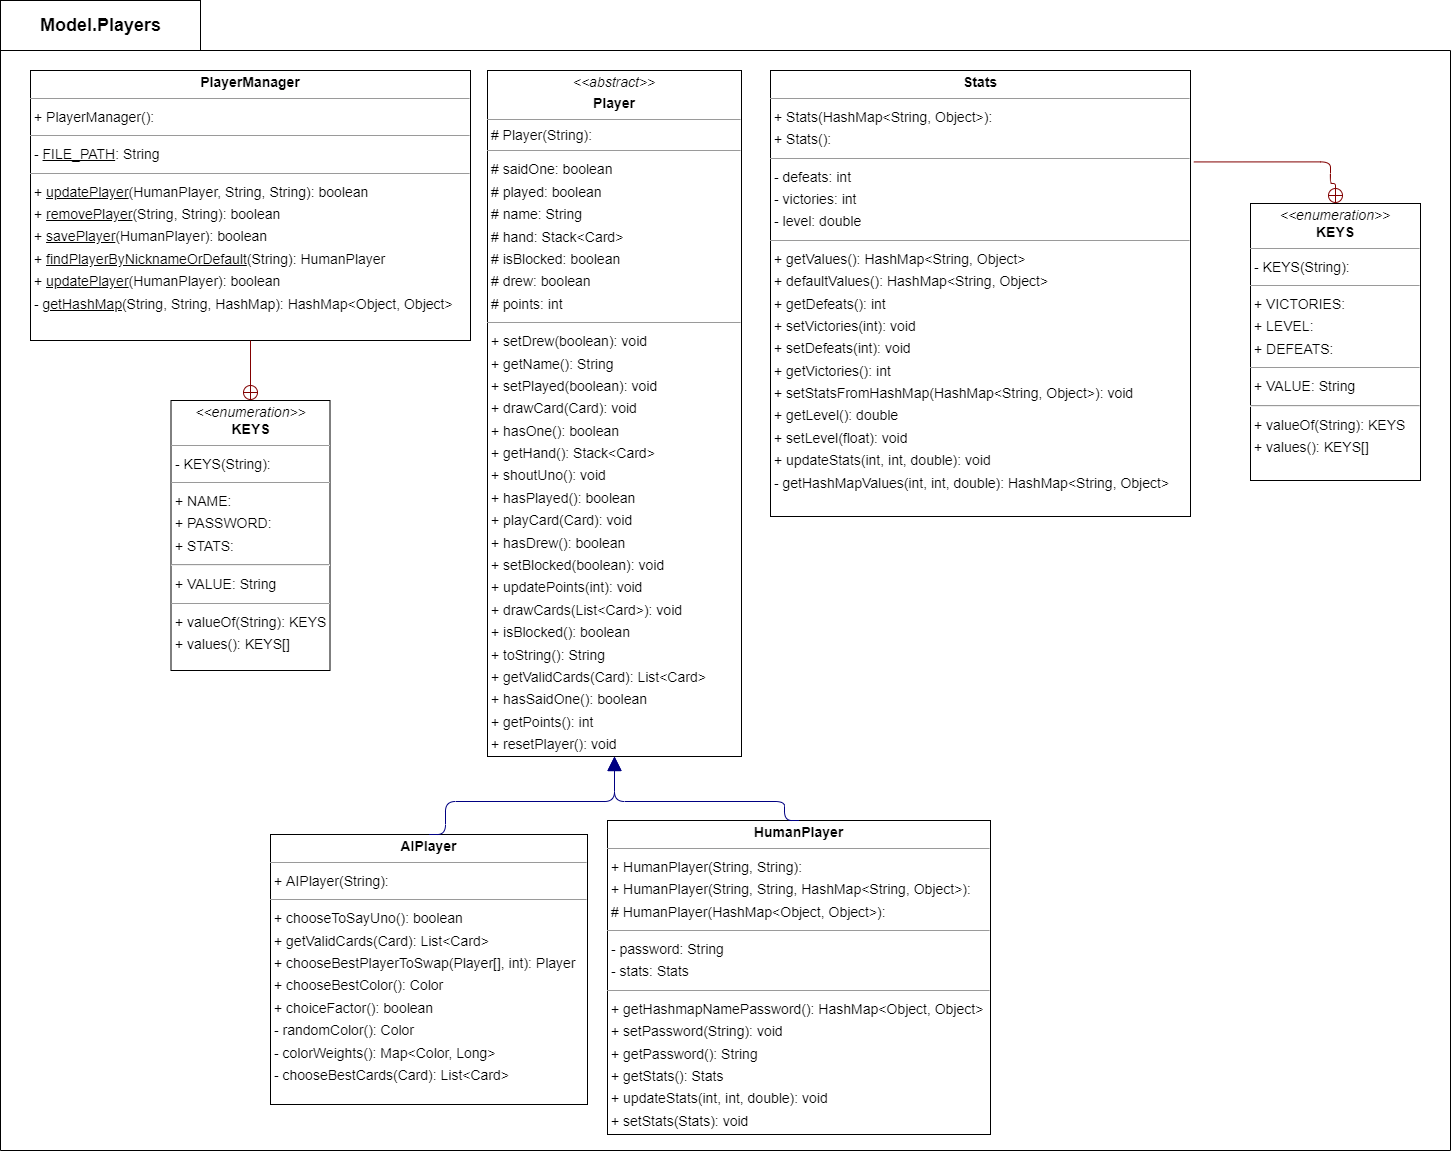 Model.Players
PlayerManager
+ PlayerManager():
- FILE_PATH: String
+ updatePlayer(HumanPlayer, String, String): boolean
+ removePlayer(String, String): boolean
+ savePlayer(HumanPlayer): boolean
+ findPlayerByNicknameOrDefault(String): HumanPlayer
+ updatePlayer(HumanPlayer): boolean
- getHashMap(String, String, HashMap): HashMap<Object, Object>
<<enumeration>>
KEYS
- KEYS(String):
+ NAME:
+ PASSWORD:
+ STATS:
+ VALUE: String
+ valueOf(String): KEYS
+ values(): KEYS[]
<<abstract>>
Player
# Player(String):
# saidOne: boolean
# played: boolean
# name: String
# hand: Stack<Card>
# isBlocked: boolean
# drew: boolean
# points: int
+ setDrew(boolean): void
+ getName(): String
+ setPlayed(boolean): void
+ drawCard(Card): void
+ hasOne(): boolean
+ getHand(): Stack<Card>
+ shoutUno(): void
+ hasPlayed(): boolean
+ playCard(Card): void
+ hasDrew(): boolean
+ setBlocked(boolean): void
+ updatePoints(int): void
+ drawCards(List<Card>): void
+ isBlocked(): boolean
+ toString(): String
+ getValidCards(Card): List<Card>
+ hasSaidOne(): boolean
+ getPoints(): int
+ resetPlayer(): void
Stats
+ Stats(HashMap<String, Object>):
+ Stats():
- defeats: int
- victories: int
- level: double
+ getValues(): HashMap<String, Object>
+ defaultValues(): HashMap<String, Object>
+ getDefeats(): int
+ setVictories(int): void
+ setDefeats(int): void
+ getVictories(): int
+ setStatsFromHashMap(HashMap<String, Object>): void
+ getLevel(): double
+ setLevel(float): void
+ updateStats(int, int, double): void
- getHashMapValues(int, int, double): HashMap<String, Object>
<<enumeration>>
KEYS
- KEYS(String):
+ VICTORIES:
+ LEVEL:
+ DEFEATS:
+ VALUE: String
+ valueOf(String): KEYS
+ values(): KEYS[]
AIPlayer
+ AIPlayer(String):
+ chooseToSayUno(): boolean
+ getValidCards(Card): List<Card>
+ chooseBestPlayerToSwap(Player[], int): Player
+ chooseBestColor(): Color
+ choiceFactor(): boolean
- randomColor(): Color
- colorWeights(): Map<Color, Long>
- chooseBestCards(Card): List<Card>
HumanPlayer
+ HumanPlayer(String, String):
+ HumanPlayer(String, String, HashMap<String, Object>):
# HumanPlayer(HashMap<Object, Object>):
- password: String
- stats: Stats
+ getHashmapNamePassword(): HashMap<Object, Object>
+ setPassword(String): void
+ getPassword(): String
+ getStats(): Stats
+ updateStats(int, int, double): void
+ setStats(Stats): void